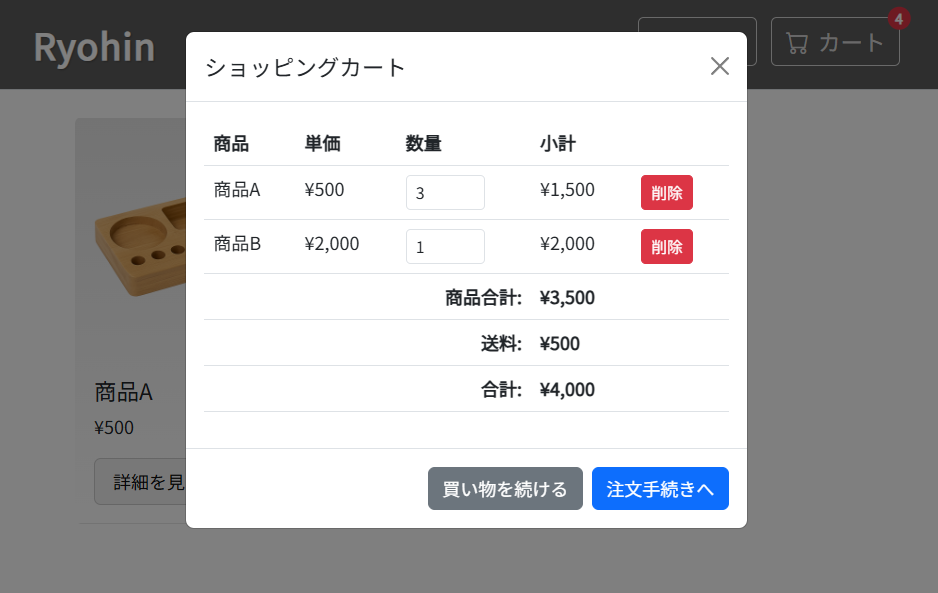 Ryohin
カート
4
ショッピングカート
商品 単価 数量 小計
商品A ¥500 3 ¥1,500 削除
商品B ¥2,000 1 ¥2,000 削除
商品合計: ¥3,500
送料: ¥500
合計: ¥4,000
買い物を続ける 注文手続きへ
商品A
¥500
詳細を見